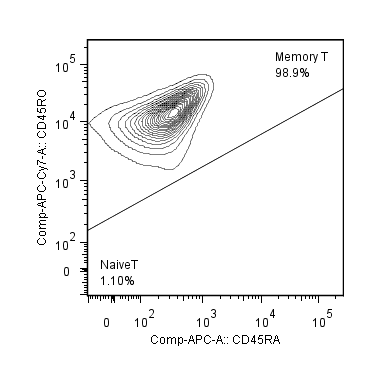 Memory T
98.9%
10^5
10^4
10^3
10^2
0
Comp-APC-Cy7-A:: CD45RO
NaiveT
1.10%
0 10^2 10^3 10^4 10^5
Comp-APC-A:: CD45RA